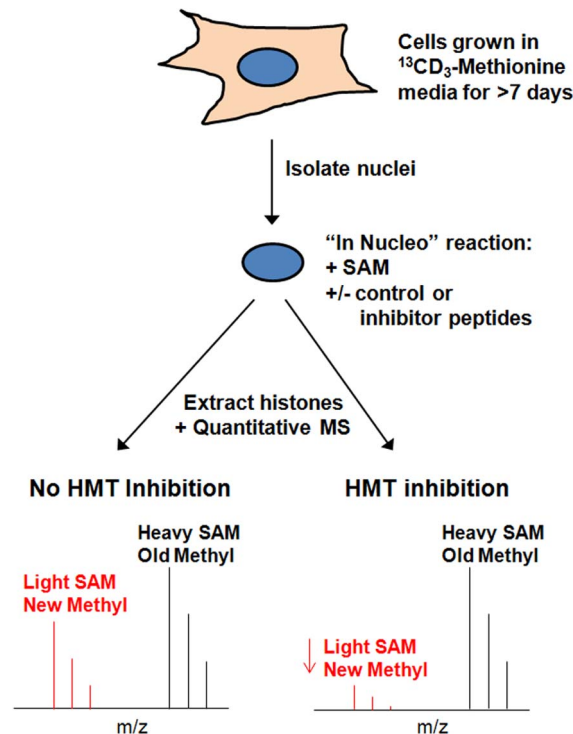 Cells grown in
¹³CD₃-Methionine
media for >7 days
Isolate nuclei
“In Nucleo” reaction:
+ SAM
+/- control or
inhibitor peptides
Extract histones
+ Quantitative MS
No HMT Inhibition
Heavy SAM
Old Methyl
Light SAM
New Methyl
m/z
HMT inhibition
Heavy SAM
Old Methyl
Light SAM
New Methyl
m/z